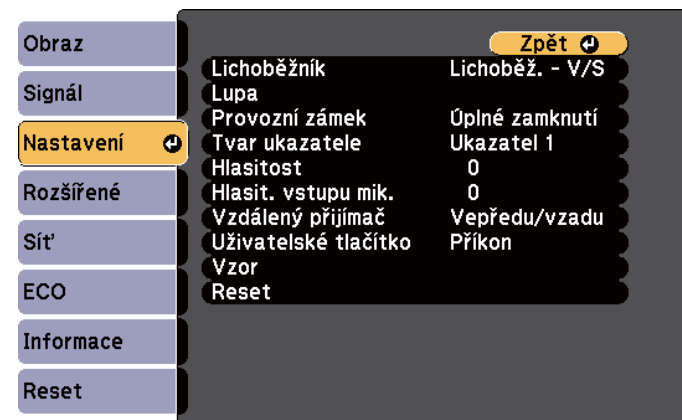 Obraz
Signál
Nastavení
Rozšířené
Síť
ECO
Informace
Reset
Zpět
Lichoběžník Lichoběž. - V/S
Lupa
Provozní zámek Úplné zamknutí
Tvar ukazatele Ukazatel 1
Hlasitost 0
Hlasit. vstupu mik. 0
Vzdálený přijímač Vepředu/vzadu
Uživatelské tlačítko Příkon
Vzor
Reset